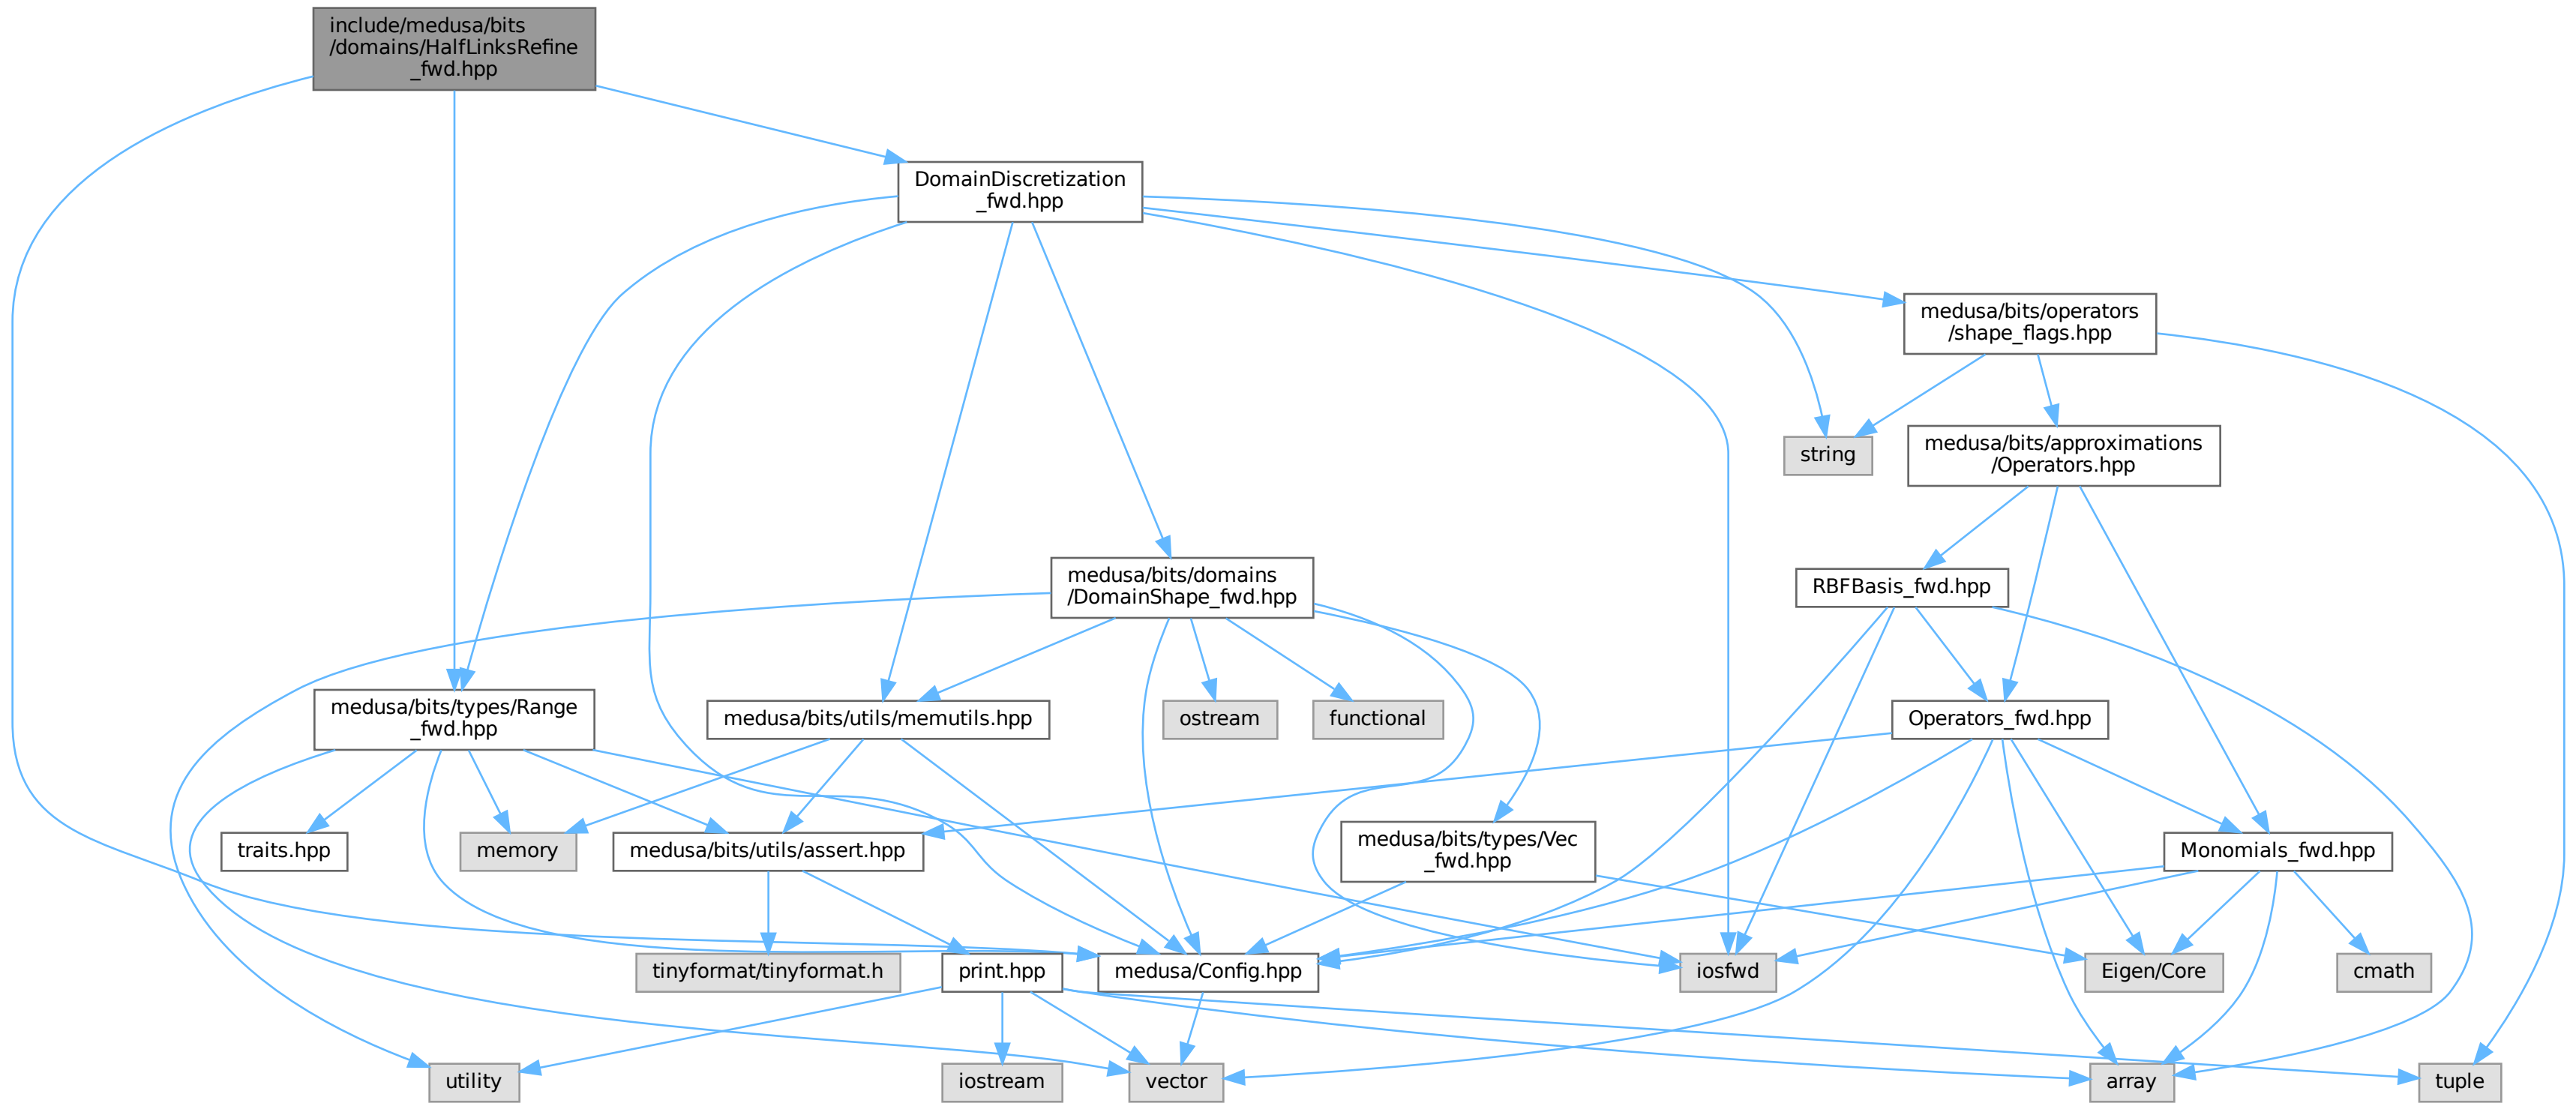 include/medusa/bits
/domains/HalfLinksRefine
_fwd.hpp
DomainDiscretization
_fwd.hpp
medusa/bits/operators
/shape_flags.hpp
string
medusa/bits/approximations
/Operators.hpp
medusa/bits/domains
/DomainShape_fwd.hpp
RBFBasis_fwd.hpp
medusa/bits/types/Range
_fwd.hpp
medusa/bits/utils/memutils.hpp
ostream
functional
Operators_fwd.hpp
traits.hpp
memory
medusa/bits/utils/assert.hpp
medusa/bits/types/Vec
_fwd.hpp
Monomials_fwd.hpp
tinyformat/tinyformat.h
print.hpp
medusa/Config.hpp
iosfwd
Eigen/Core
cmath
utility
iostream
vector
array
tuple